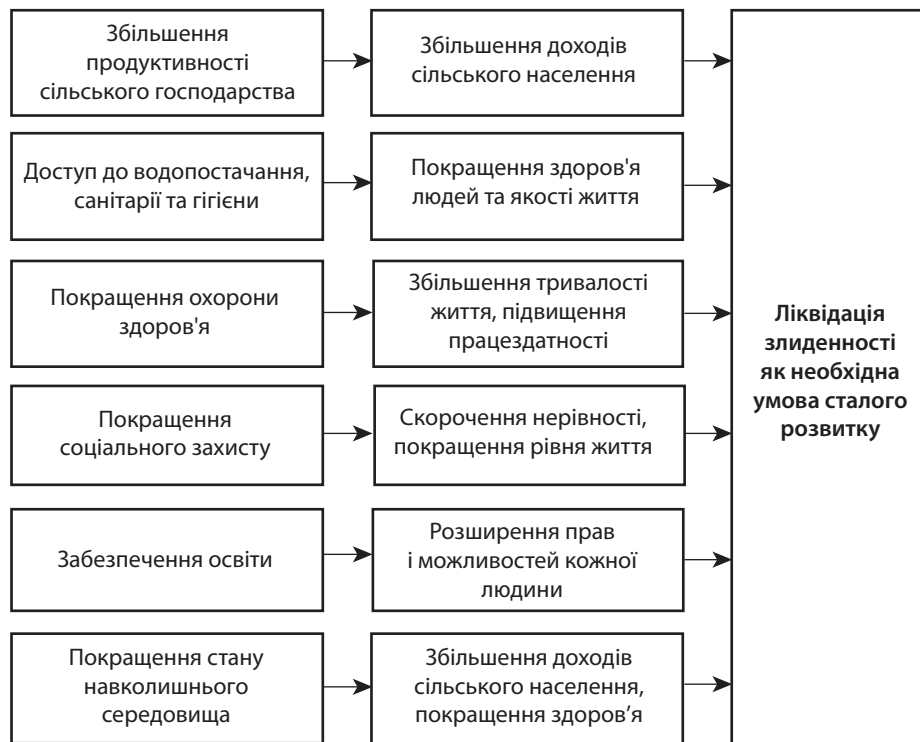 Збільшення
продуктивності
сільського господарства
Збільшення доходів
сільського населення
Доступ до водопостачання,
санітарії та гігієни
Покращення здоров'я
людей та якості життя
Покращення охорони
здоров'я
Збільшення тривалості
життя, підвищення
працездатності
Покращення
соціального захисту
Скорочення нерівності,
покращення рівня життя
Забезпечення освіти
Розширення прав
і можливостей кожної
людини
Покращення стану
навколишнього
середовища
Збільшення доходів
сільського населення,
покращення здоров’я
Ліквідація
злиденності
як необхідна
умова сталого
розвитку